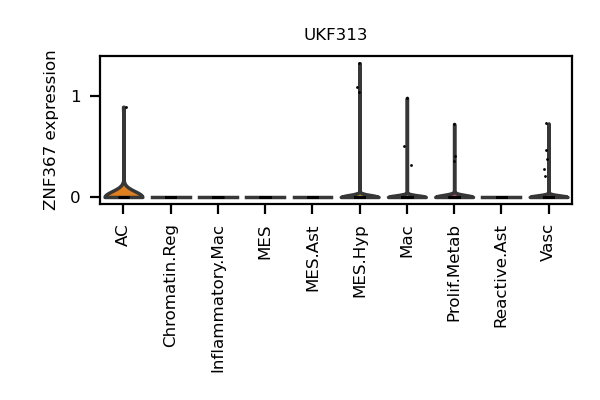 UKF313
ZNF367 expression
1
0
AC
Chromatin.Reg
Inflammatory.Mac
MES
MES.Ast
MES.Hyp
Mac
Prolif.Metab
Reactive.Ast
Vasc